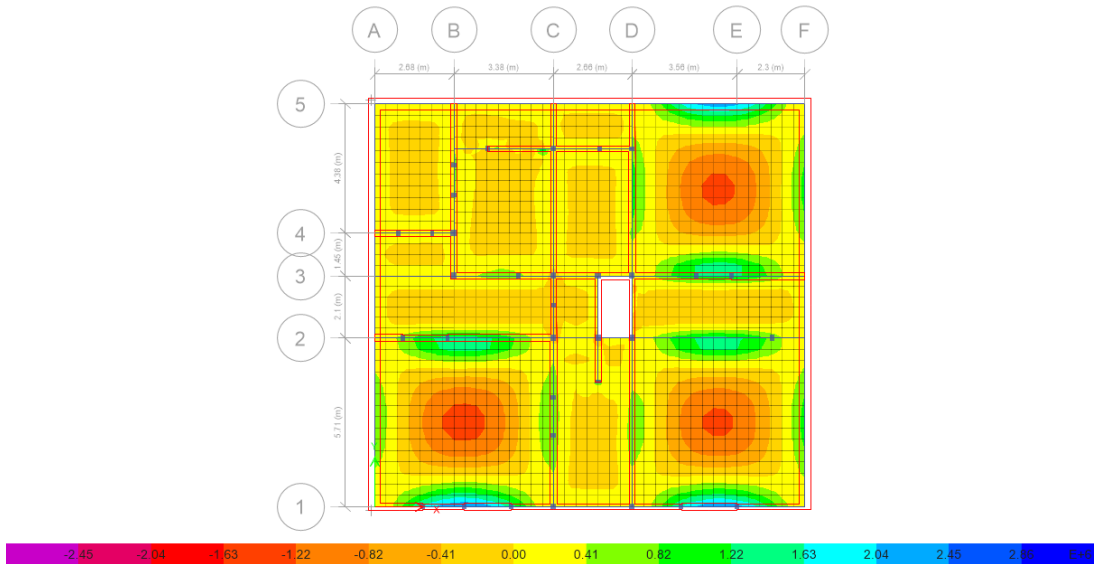 A B C D E F
2.68 (m) 3.38 (m) 2.66 (m) 3.56 (m) 2.3 (m)
5
4.38 (m)
4
1.46 (m)
3
2.1 (m)
2
5.71 (m)
1
X
-2.45 -2.04 -1.63 -1.22 -0.82 -0.41 0.00 0.41 0.82 1.22 1.63 2.04 2.45